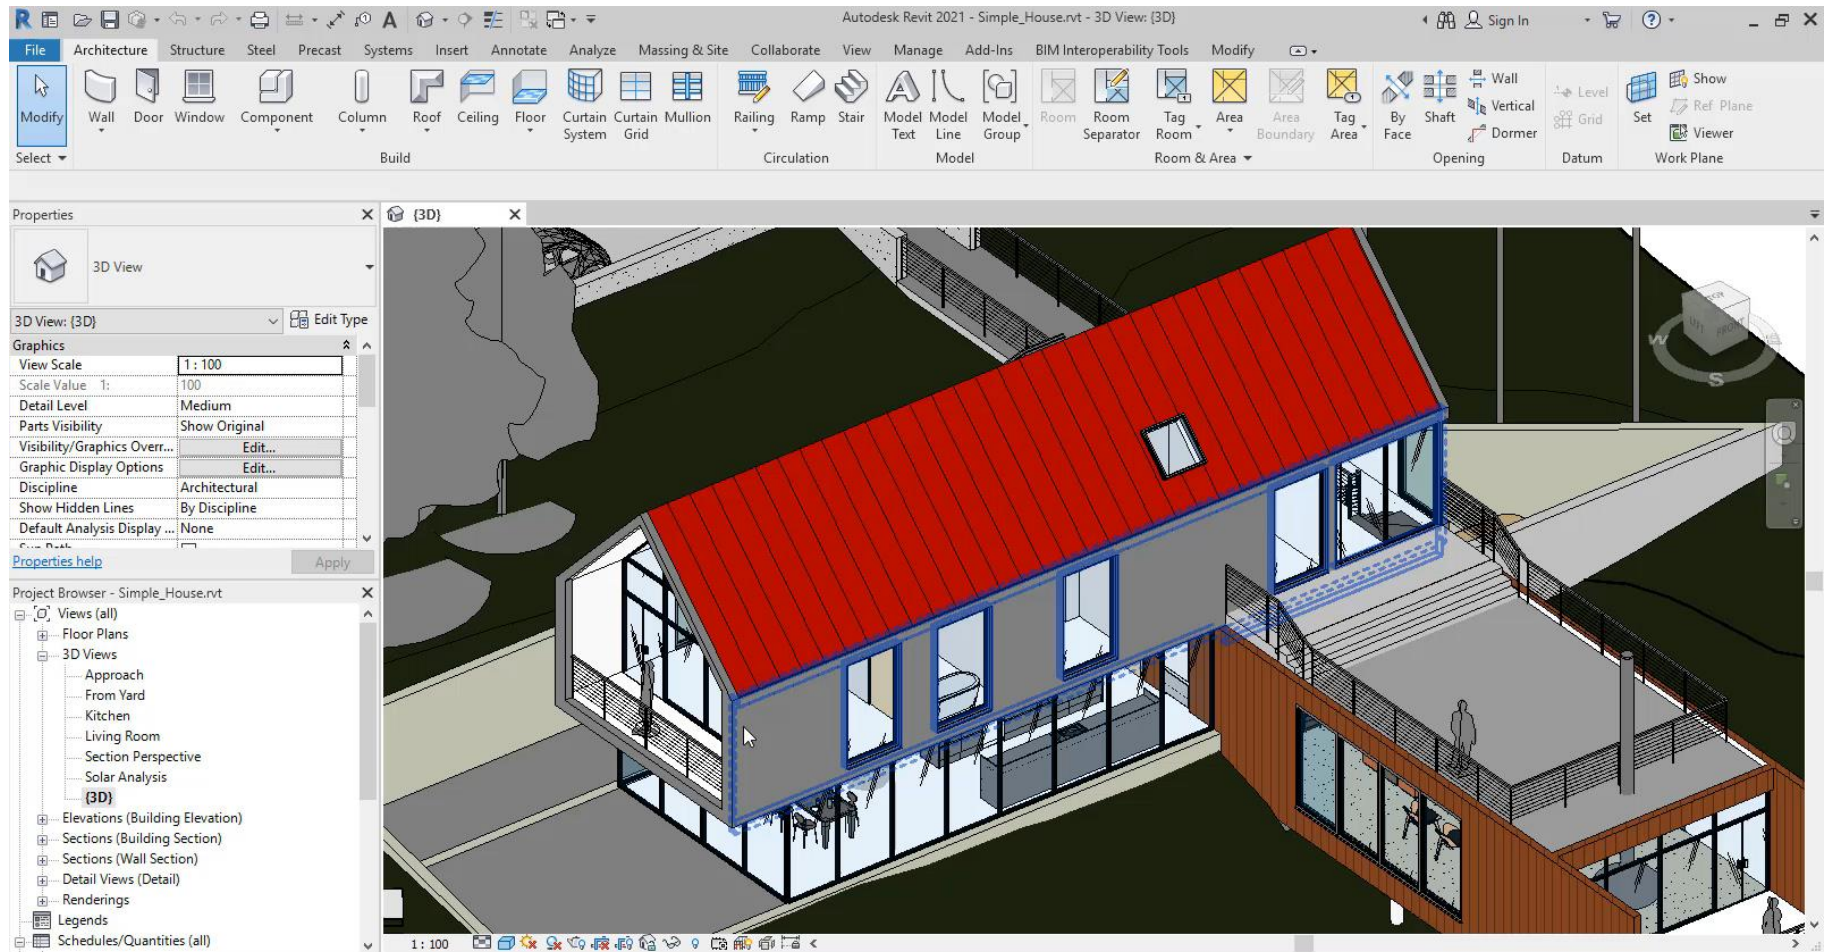 Autodesk Revit 2021 - Simple_House.rvt - 3D View: {3D}
Sign In
File Architecture Structure Steel Precast Systems Insert Annotate Analyze Massing & Site Collaborate View Manage Add-Ins BIM Interoperability Tools Modify
Modify Wall Door Window Component Column Roof Ceiling Floor Curtain System Curtain Grid Mullion Railing Ramp Stair Model Text Model Line Model Group Room Room Separator Tag Room Area Area Boundary Tag Area By Face Shaft Wall Vertical Dormer Level Grid Set Show Ref Plane Viewer
Select Build Circulation Model Room & Area Opening Datum Work Plane
Properties
{3D}
3D View
3D View: {3D} Edit Type
Graphics
View Scale 1 : 100
Scale Value 1: 100
Detail Level Medium
Parts Visibility Show Original
Visibility/Graphics Overr... Edit...
Graphic Display Options Edit...
Discipline Architectural
Show Hidden Lines By Discipline
Default Analysis Display ... None
Properties help Apply
Project Browser - Simple_House.rvt
Views (all)
Floor Plans
3D Views
Approach
From Yard
Kitchen
Living Room
Section Perspective
Solar Analysis
{3D}
Elevations (Building Elevation)
Sections (Building Section)
Sections (Wall Section)
Detail Views (Detail)
Renderings
Legends
Schedules/Quantities (all)
FRONT
W
S
1 : 100